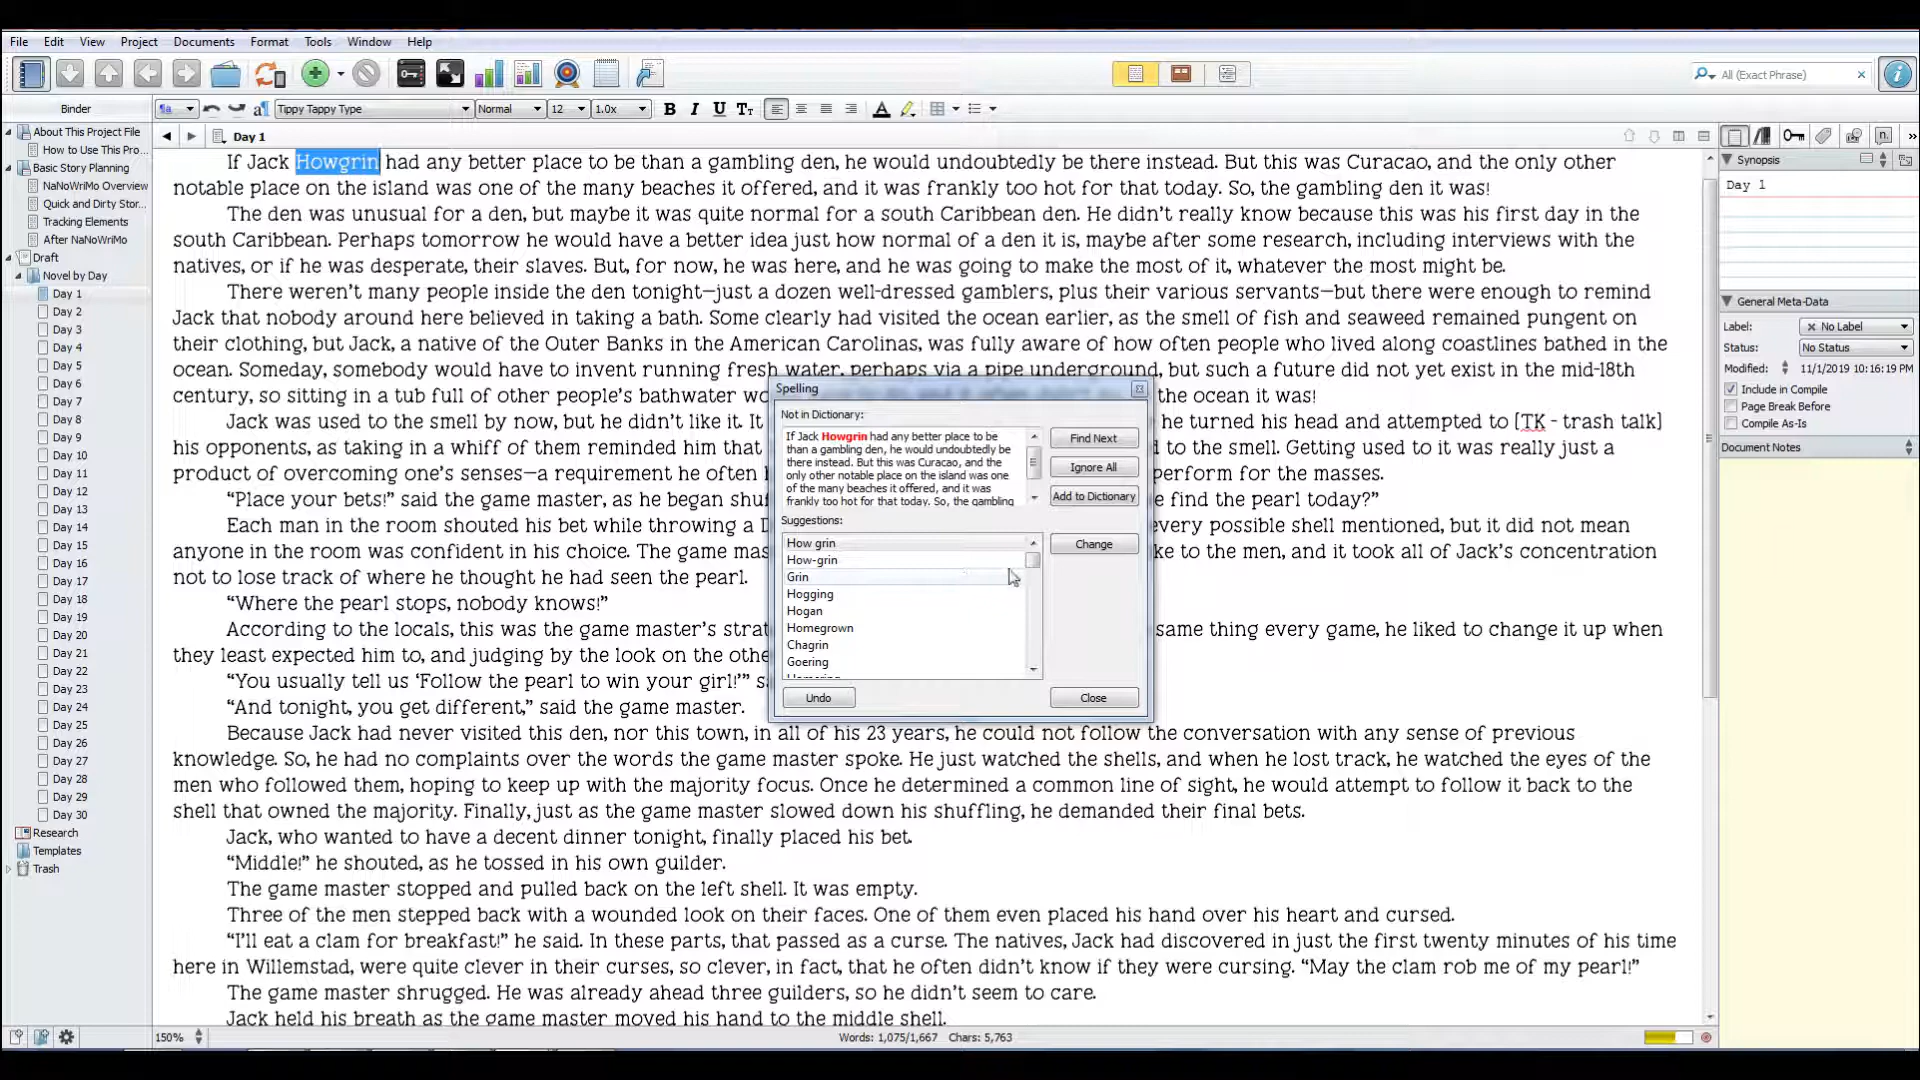 File Edit View Project Documents Format Tools Window Help
All (Exact Phrase)
Binder
Tippy Tappy Type Normal 12 1.0x B I U
About This Project File
How to Use This Pro...
Basic Story Planning
NaNoWriMo Overview
Quick and Dirty Stor...
Tracking Elements
After NaNoWriMo
Draft
Novel by Day
Day 1
Day 2
Day 3
Day 4
Day 5
Day 6
Day 7
Day 8
Day 9
Day 10
Day 11
Day 12
Day 13
Day 14
Day 15
Day 16
Day 17
Day 18
Day 19
Day 20
Day 21
Day 22
Day 23
Day 24
Day 25
Day 26
Day 27
Day 28
Day 29
Day 30
Research
Templates
Trash
Day 1
If Jack Howgrin had any better place to be than a gambling den, he would undoubtedly be there instead. But this was Curacao, and the only other
notable place on the island was one of the many beaches it offered, and it was frankly too hot for that today. So, the gambling den it was!
The den was unusual for a den, but maybe it was quite normal for a south Caribbean den. He didn't really know because this was his first day in the
south Caribbean. Perhaps tomorrow he would have a better idea just how normal of a den it is, maybe after some research, including interviews with the
natives, or if he was desperate, their slaves. But, for now, he was here, and he was going to make the most of it, whatever the most might be.
There weren't many people inside the den tonight—just a dozen well-dressed gamblers, plus their various servants—but there were enough to remind
Jack that nobody around here believed in taking a bath. Some clearly had visited the ocean earlier, as the smell of fish and seaweed remained pungent on
their clothing, but Jack, a native of the Outer Banks in the American Carolinas, was fully aware of how often people who lived along coastlines bathed in the
ocean. Someday, somebody would have to invent running fresh water, perhaps via a pipe underground, but such a future did not yet exist in the mid-18th
century, so sitting in a tub full of other people's bathwater wo the ocean it was!
Jack was used to the smell by now, but he didn't like it. It he turned his head and attempted to [TK - trash talk]
his opponents, as taking in a whiff of them reminded him that d to the smell. Getting used to it was really just a
product of overcoming one's senses—a requirement he often h perform for the masses.
“Place your bets!” said the game master, as he began shuf e find the pearl today?”
Each man in the room shouted his bet while throwing a D every possible shell mentioned, but it did not mean
anyone in the room was confident in his choice. The game mas ke to the men, and it took all of Jack's concentration
not to lose track of where he thought he had seen the pearl.
“Where the pearl stops, nobody knows!”
According to the locals, this was the game master's strat same thing every game, he liked to change it up when
they least expected him to, and judging by the look on the othe
“You usually tell us ‘Follow the pearl to win your girl!’” sa
“And tonight, you get different,” said the game master.
Because Jack had never visited this den, nor this town, in all of his 23 years, he could not follow the conversation with any sense of previous
knowledge. So, he had no complaints over the words the game master spoke. He just watched the shells, and when he lost track, he watched the eyes of the
men who followed them, hoping to keep up with the majority focus. Once he determined a common line of sight, he would attempt to follow it back to the
shell that owned the majority. Finally, just as the game master slowed down his shuffling, he demanded their final bets.
Jack, who wanted to have a decent dinner tonight, finally placed his bet.
“Middle!” he shouted, as he tossed in his own guilder.
The game master stopped and pulled back on the left shell. It was empty.
Three of the men stepped back with a wounded look on their faces. One of them even placed his hand over his heart and cursed.
“I'll eat a clam for breakfast!” he said. In these parts, that passed as a curse. The natives, Jack had discovered in just the first twenty minutes of his time
here in Willemstad, were quite clever in their curses, so clever, in fact, that he often didn't know if they were cursing. “May the clam rob me of my pearl!”
The game master shrugged. He was already ahead three guilders, so he didn't seem to care.
Jack held his breath as the game master moved his hand to the middle shell.
Spelling
Not in Dictionary:
If Jack Howgrin had any better place to be
than a gambling den, he would undoubtedly be
there instead. But this was Curacao, and the
only other notable place on the island was one
of the many beaches it offered, and it was
frankly too hot for that today. So, the gambling
Find Next
Ignore All
Add to Dictionary
Suggestions:
How grin
How-grin
Grin
Hogging
Hogan
Homegrown
Chagrin
Goering
Change
Undo
Close
Synopsis
Day 1
General Meta-Data
Label: No Label
Status: No Status
Modified: 11/1/2019 10:16:19 PM
Include in Compile
Page Break Before
Compile As-Is
Document Notes
150%
Words: 1,075/1,667 Chars: 5,763